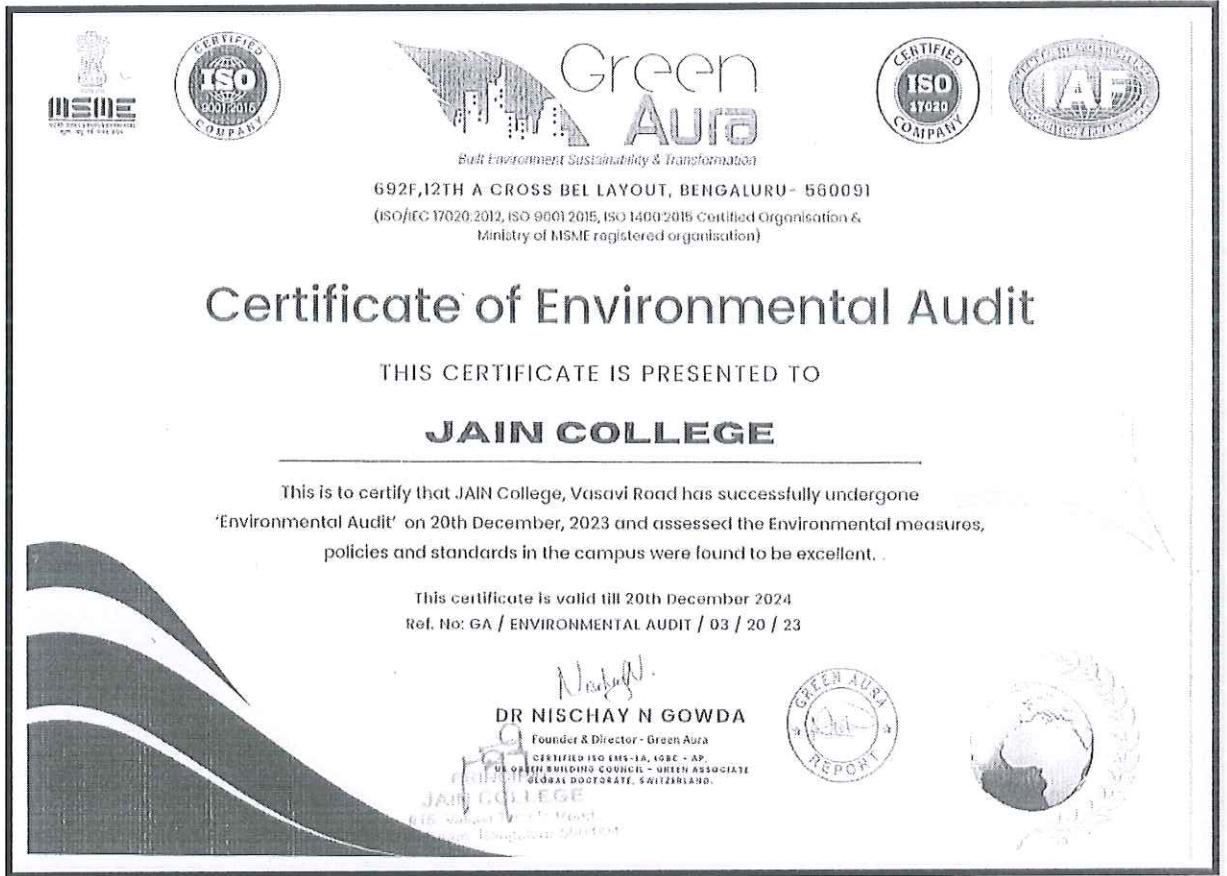 MSME
CERTIFIED
ISO
9001:2015
COMPANY
Green
Aura
Built Environment Sustainability & Transformation
CERTIFIED
ISO
17020
COMPANY
IAF
692F,12TH A CROSS BEL LAYOUT, BENGALURU- 560091
(ISO/IEC 17020:2012, ISO 9001 2015, ISO 1400:2015 Certified Organisation &
Ministry of MSME registered organisation)
Certificate of Environmental Audit
THIS CERTIFICATE IS PRESENTED TO
JAIN COLLEGE
This is to certify that JAIN College, Vasavi Road has successfully undergone
'Environmental Audit' on 20th December, 2023 and assessed the Environmental measures,
policies and standards in the campus were found to be excellent.
This certificate is valid till 20th December 2024
Ref. No: GA / ENVIRONMENTAL AUDIT / 03 / 20 / 23
DR NISCHAY N GOWDA
Founder & Director - Green Aura
CERTIFIED ISO EMS-LA, IGBC - AP,
US GREEN BUILDING COUNCIL - GREEN ASSOCIATE
GLOBAL DOCTORATE, SWITZERLAND.
GREEN AURA
REPORT
JAIN COLLEGE